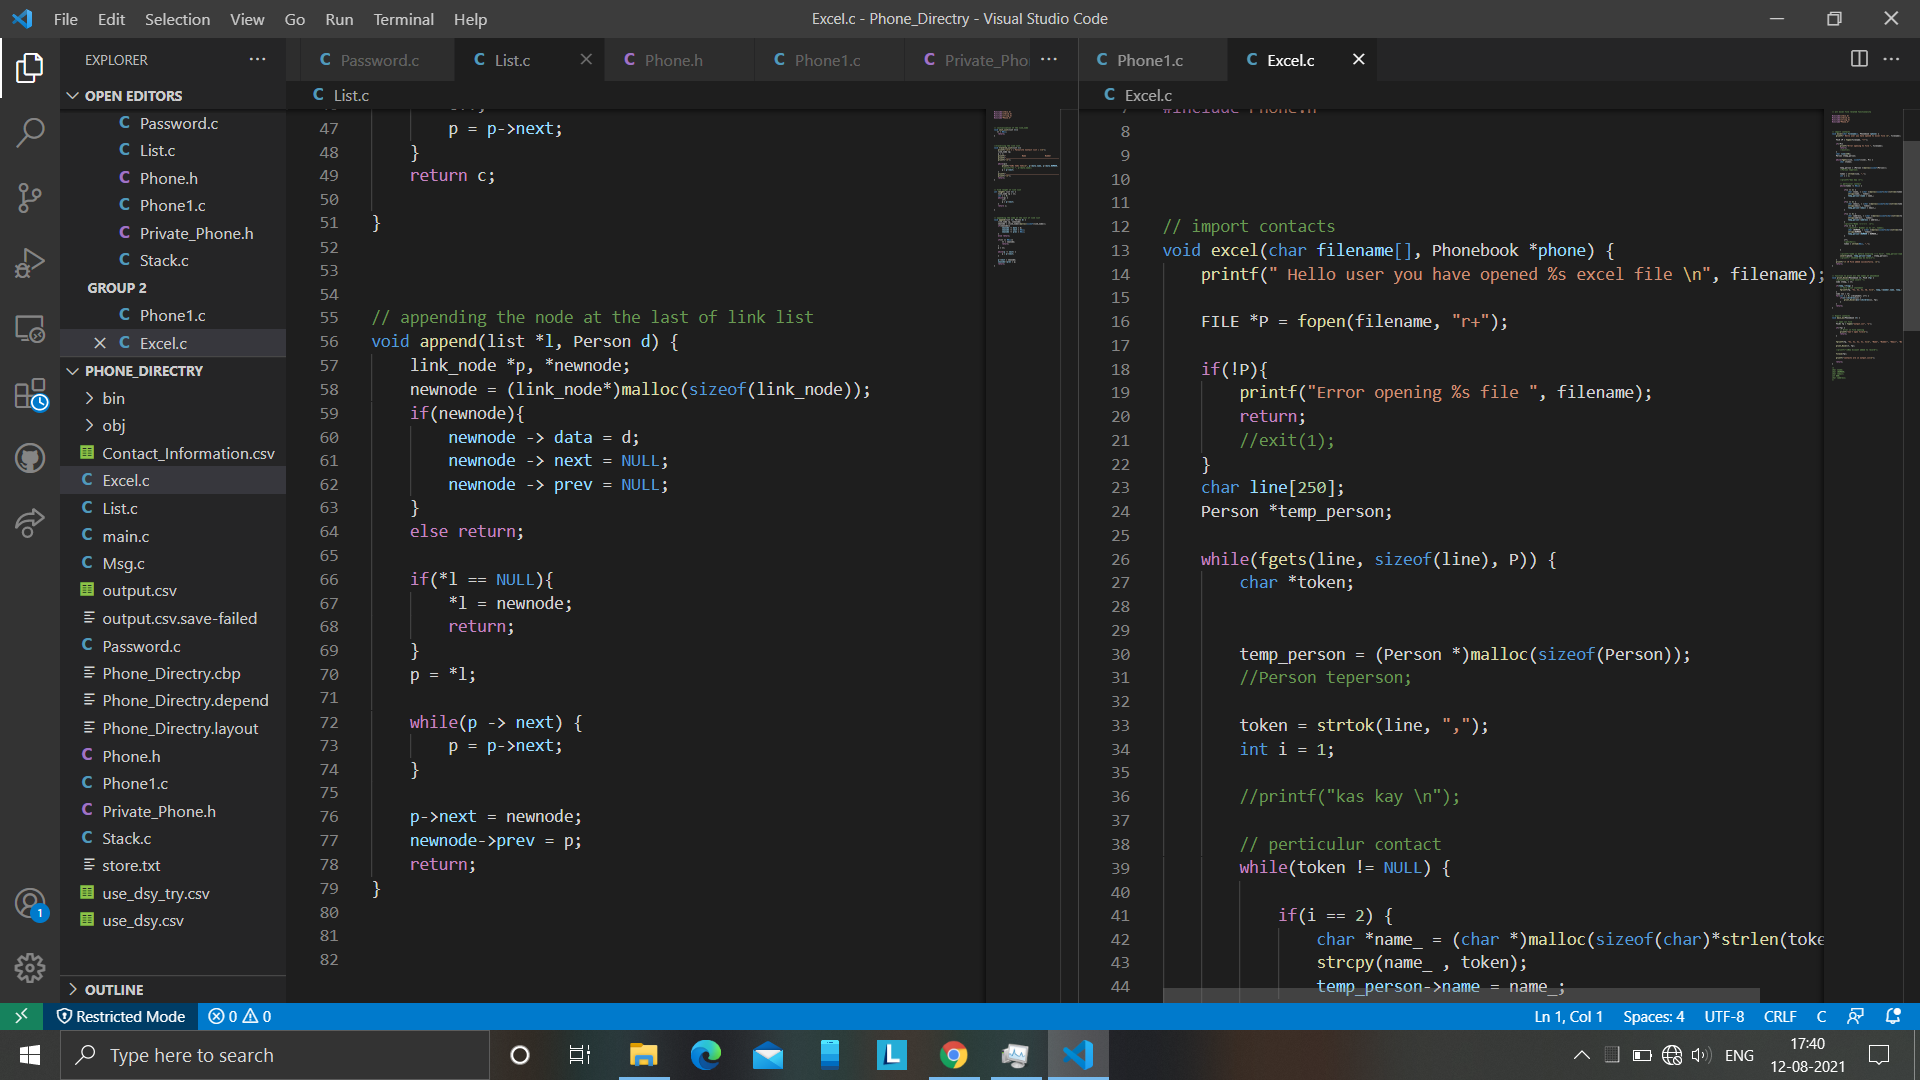 File Edit Selection View Go Run Terminal Help
Excel.c - Phone_Directry - Visual Studio Code
EXPLORER
OPEN EDITORS
Password.c
List.c
Phone.h
Phone1.c
Private_Phone.h
Stack.c
GROUP 2
Phone1.c
Excel.c
PHONE_DIRECTRY
bin
obj
Contact_Information.csv
Excel.c
List.c
main.c
Msg.c
output.csv
output.csv.save-failed
Password.c
Phone_Directry.cbp
Phone_Directry.depend
Phone_Directry.layout
Phone.h
Phone1.c
Private_Phone.h
Stack.c
store.txt
use_dsy_try.csv
use_dsy.csv
OUTLINE
Password.c List.c Phone.h Phone1.c Private_Pho
List.c
47 p = p->next;
48 }
49 return c;
50
51 }
52
53
54
55 // appending the node at the last of link list
56 void append(list *l, Person d) {
57 link_node *p, *newnode;
58 newnode = (link_node*)malloc(sizeof(link_node));
59 if(newnode){
60 newnode -> data = d;
61 newnode -> next = NULL;
62 newnode -> prev = NULL;
63 }
64 else return;
65
66 if(*l == NULL){
67 *l = newnode;
68 return;
69 }
70 p = *l;
71
72 while(p -> next) {
73 p = p->next;
74 }
75
76 p->next = newnode;
77 newnode->prev = p;
78 return;
79 }
80
81
82
Phone1.c Excel.c
Excel.c
7 #include Phone.h
8
9
10
11
12 // import contacts
13 void excel(char filename[], Phonebook *phone) {
14 printf(" Hello user you have opened %s excel file \n", filename);
15
16 FILE *P = fopen(filename, "r+");
17
18 if(!P){
19 printf("Error opening %s file ", filename);
20 return;
21 //exit(1);
22 }
23 char line[250];
24 Person *temp_person;
25
26 while(fgets(line, sizeof(line), P)) {
27 char *token;
28
29
30 temp_person = (Person *)malloc(sizeof(Person));
31 //Person teperson;
32
33 token = strtok(line, ",");
34 int i = 1;
35
36 //printf("kas kay \n");
37
38 // perticulur contact
39 while(token != NULL) {
40
41 if(i == 2) {
42 char *name_ = (char *)malloc(sizeof(char)*strlen(toke
43 strcpy(name_ , token);
44 temp_person->name = name_;
1
Restricted Mode 0 0
Ln 1, Col 1 Spaces: 4 UTF-8 CRLF C
Type here to search
L
ENG
17:40
12-08-2021